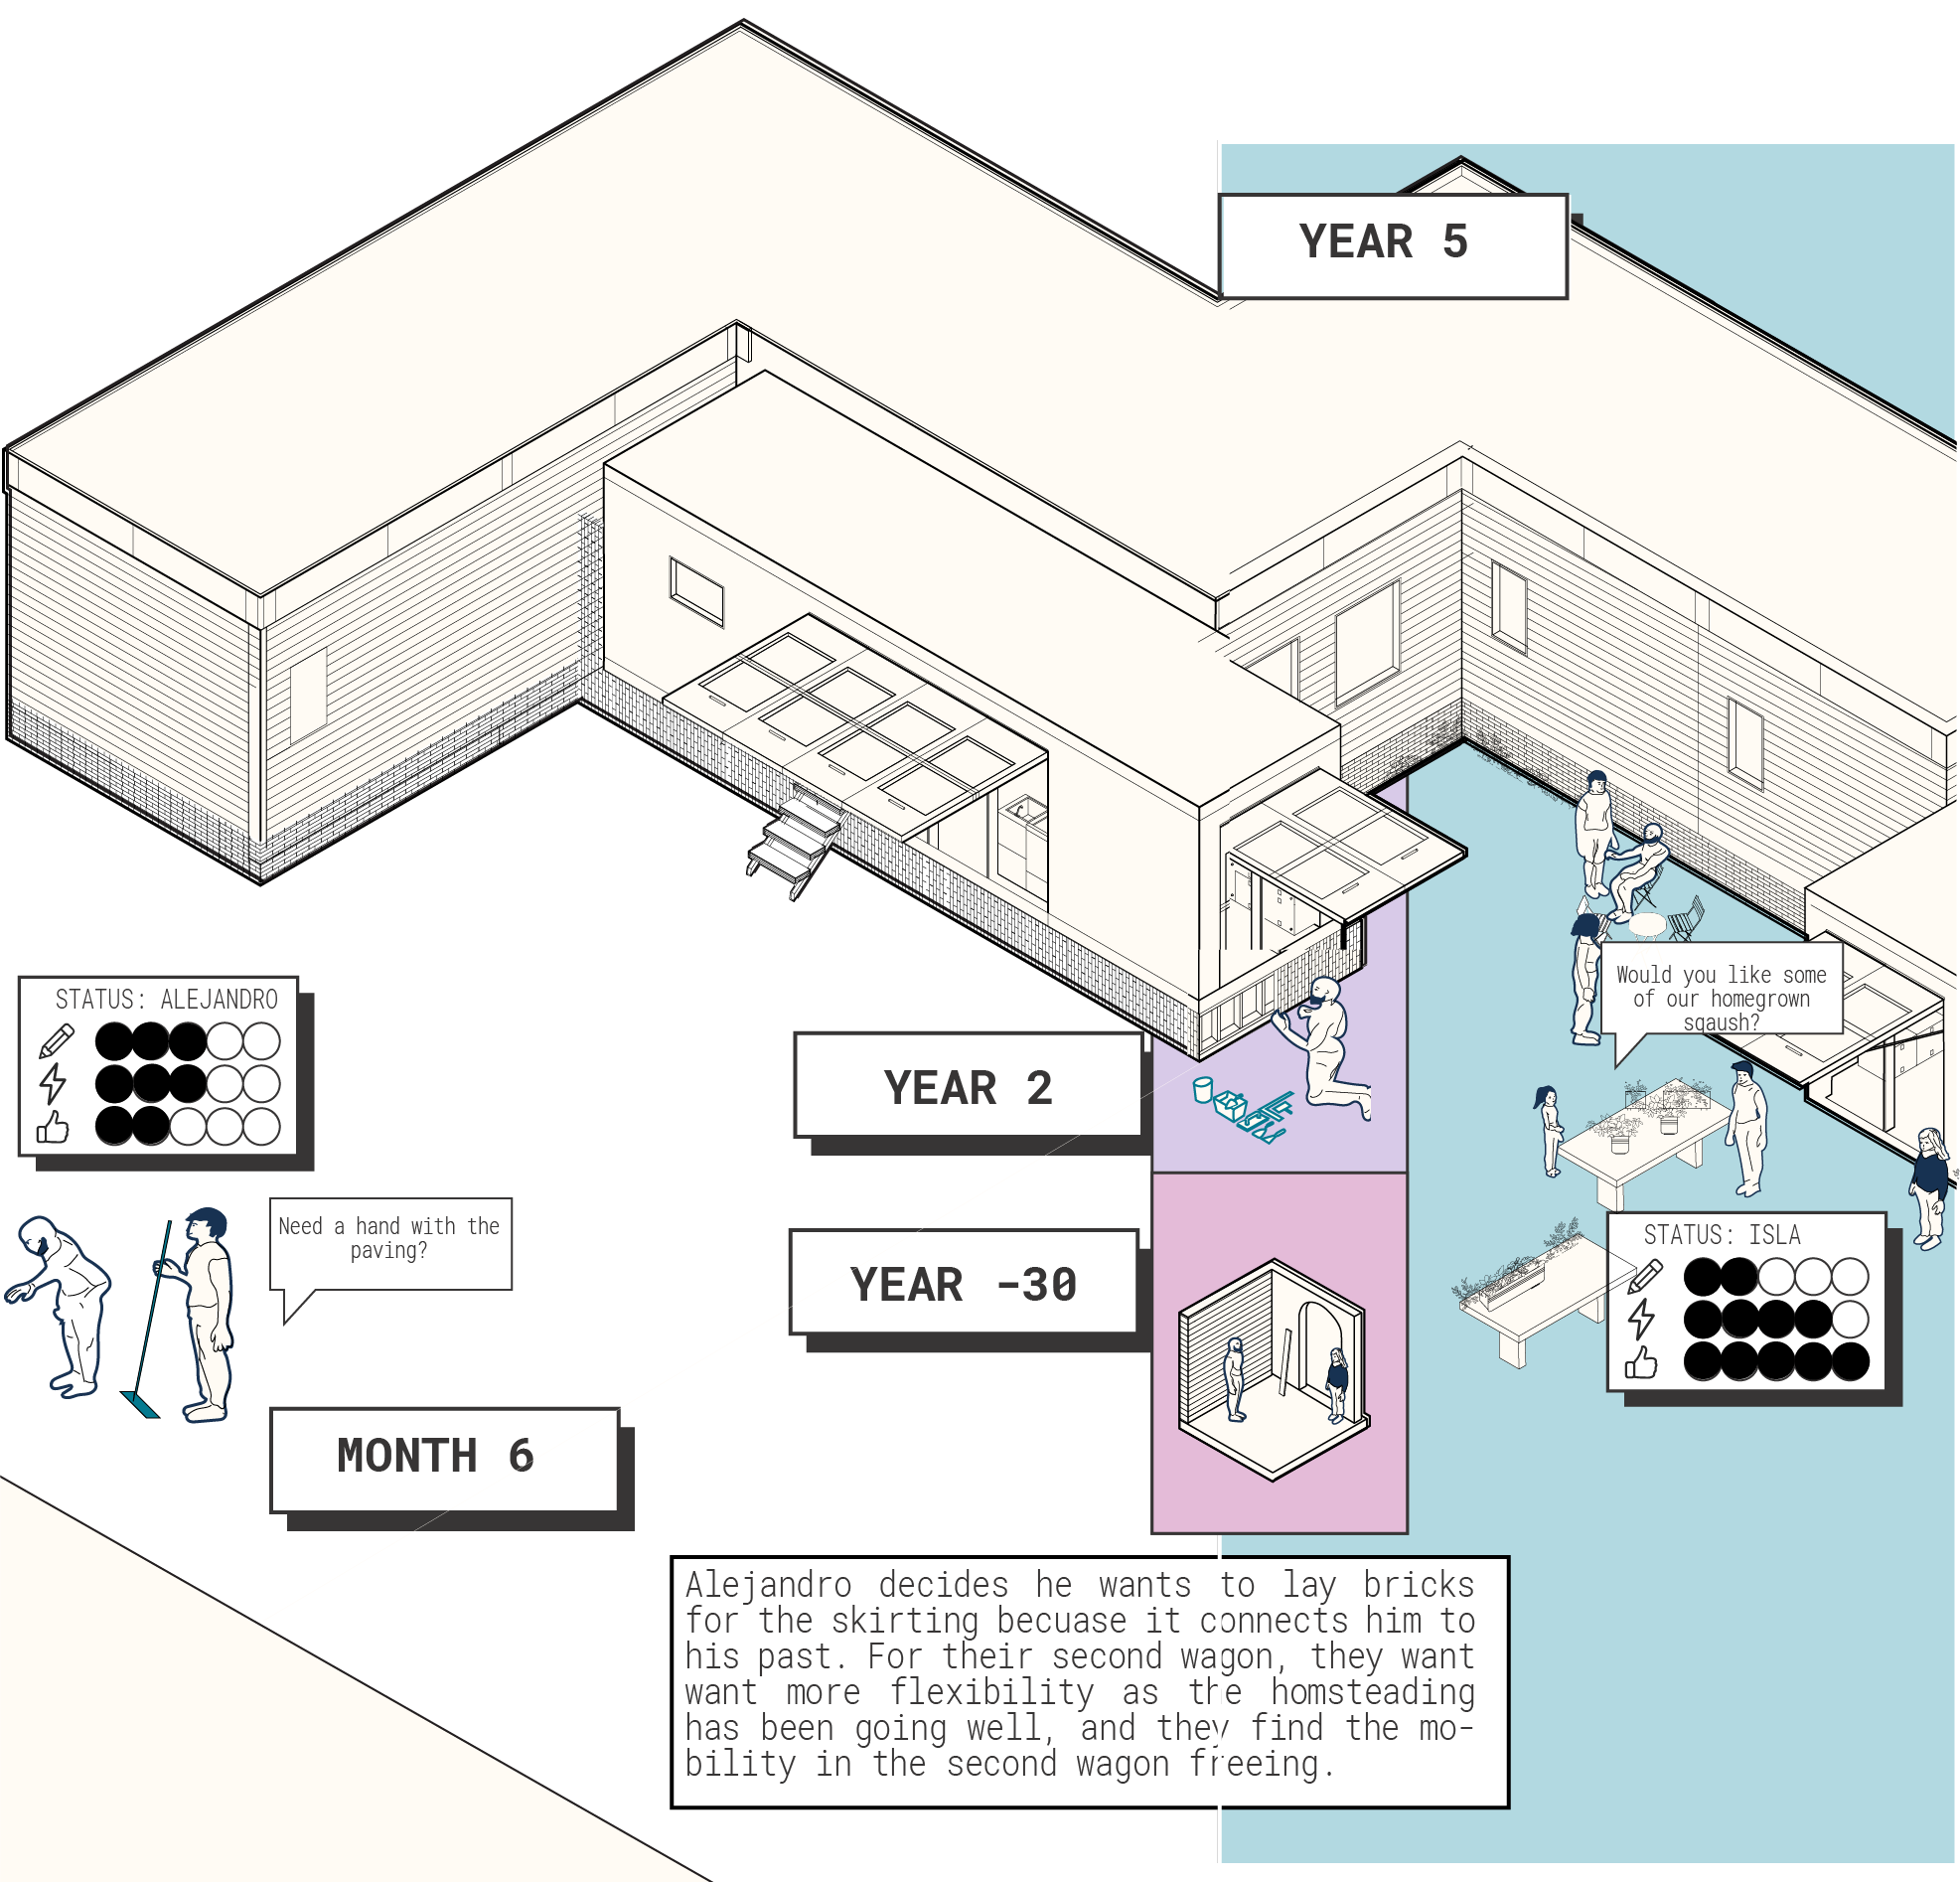 YEAR 5
Would you like some
of our homegrown
sqaush?
STATUS: ALEJANDRO
YEAR 2
Need a hand with the
paving?
YEAR -30
STATUS: ISLA
MONTH 6
Alejandro decides he wants to lay bricks
for the skirting becuase it connects him to
his past. For their second wagon, they want
want more flexibility as the homsteading
has been going well, and they find the mo-
bility in the second wagon freeing.